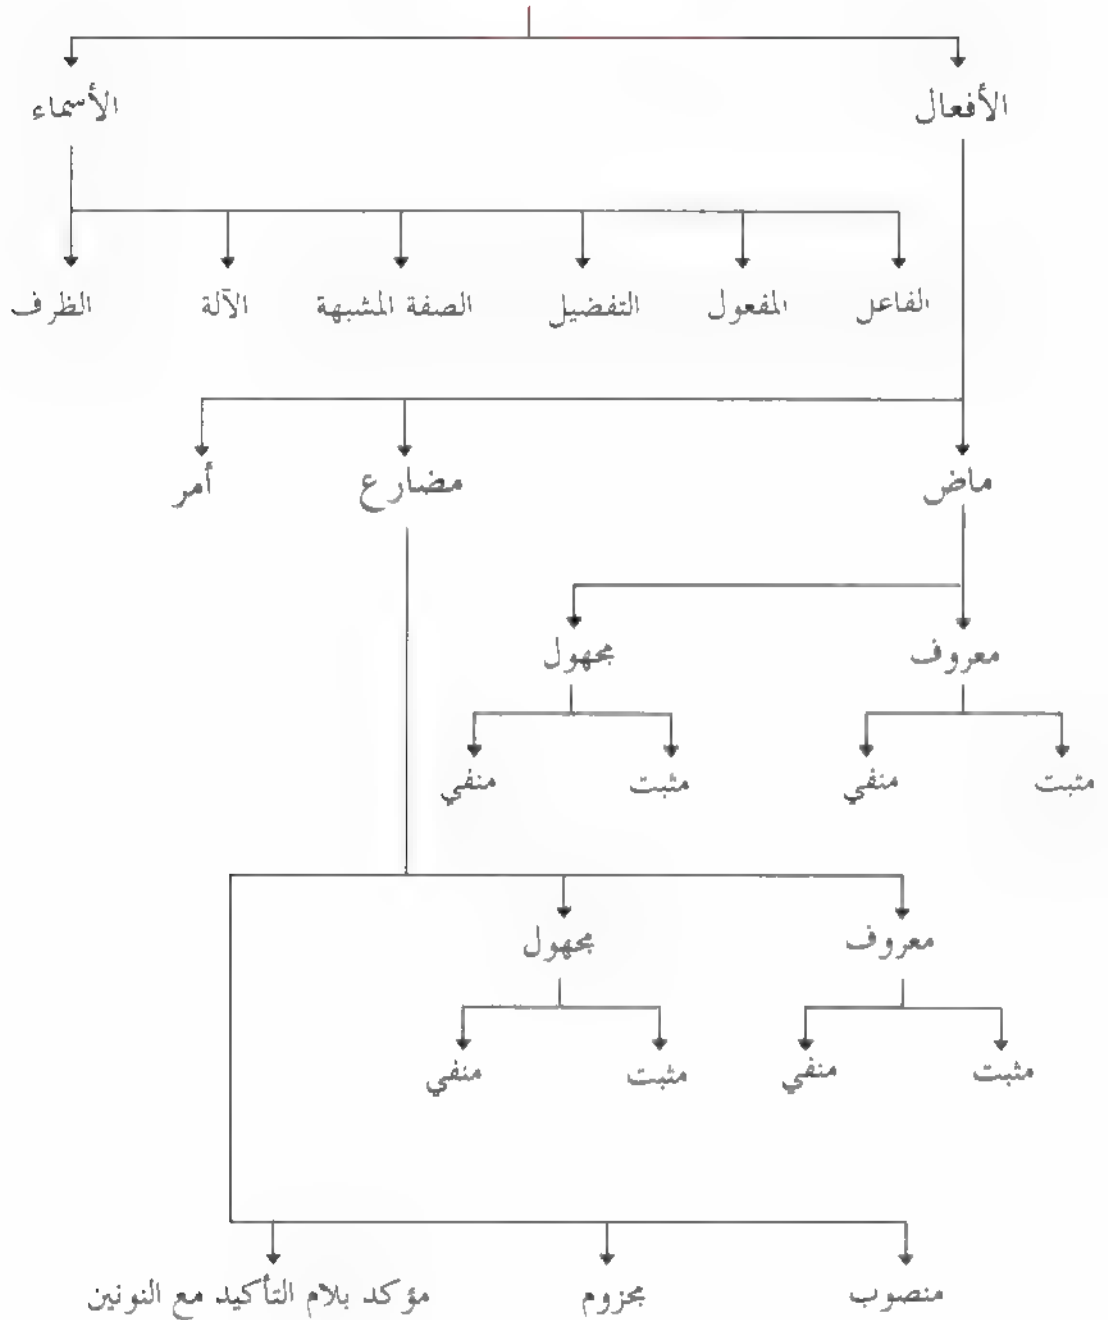 الأفعال الأسماء
الفاعل المفعول التفضيل الصفة المشبهة الآلة الظرف
ماض مضارع أمر
معروف مجهول
مثبت منفي مثبت منفي
معروف مجهول
مثبت منفي مثبت منفي
منصوب مجزوم مؤكد بلام التأكيد مع النونين